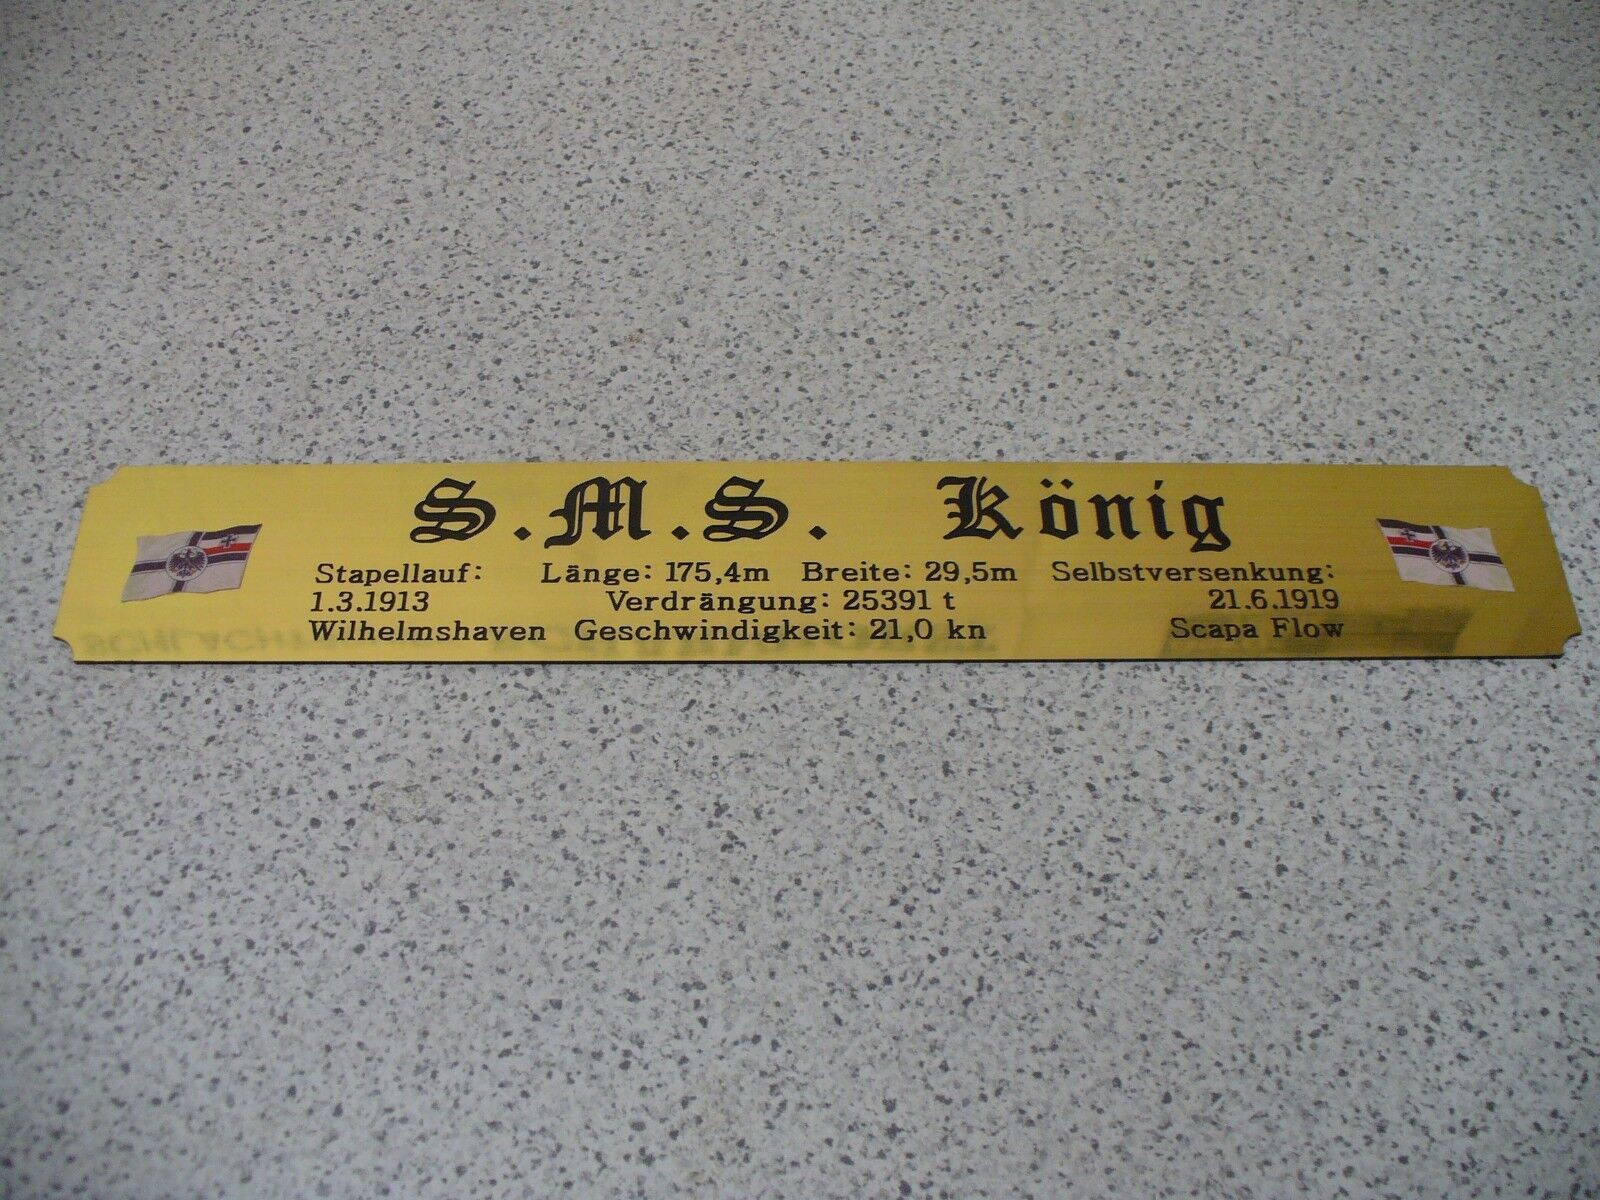 S.M.S. König
Stapellauf: Länge: 175,4m Breite: 29,5m Selbstversenkung:
1.3.1913 Verdrängung: 25391 t 21.6.1919
Wilhelmshaven Geschwindigkeit: 21,0 kn Scapa Flow